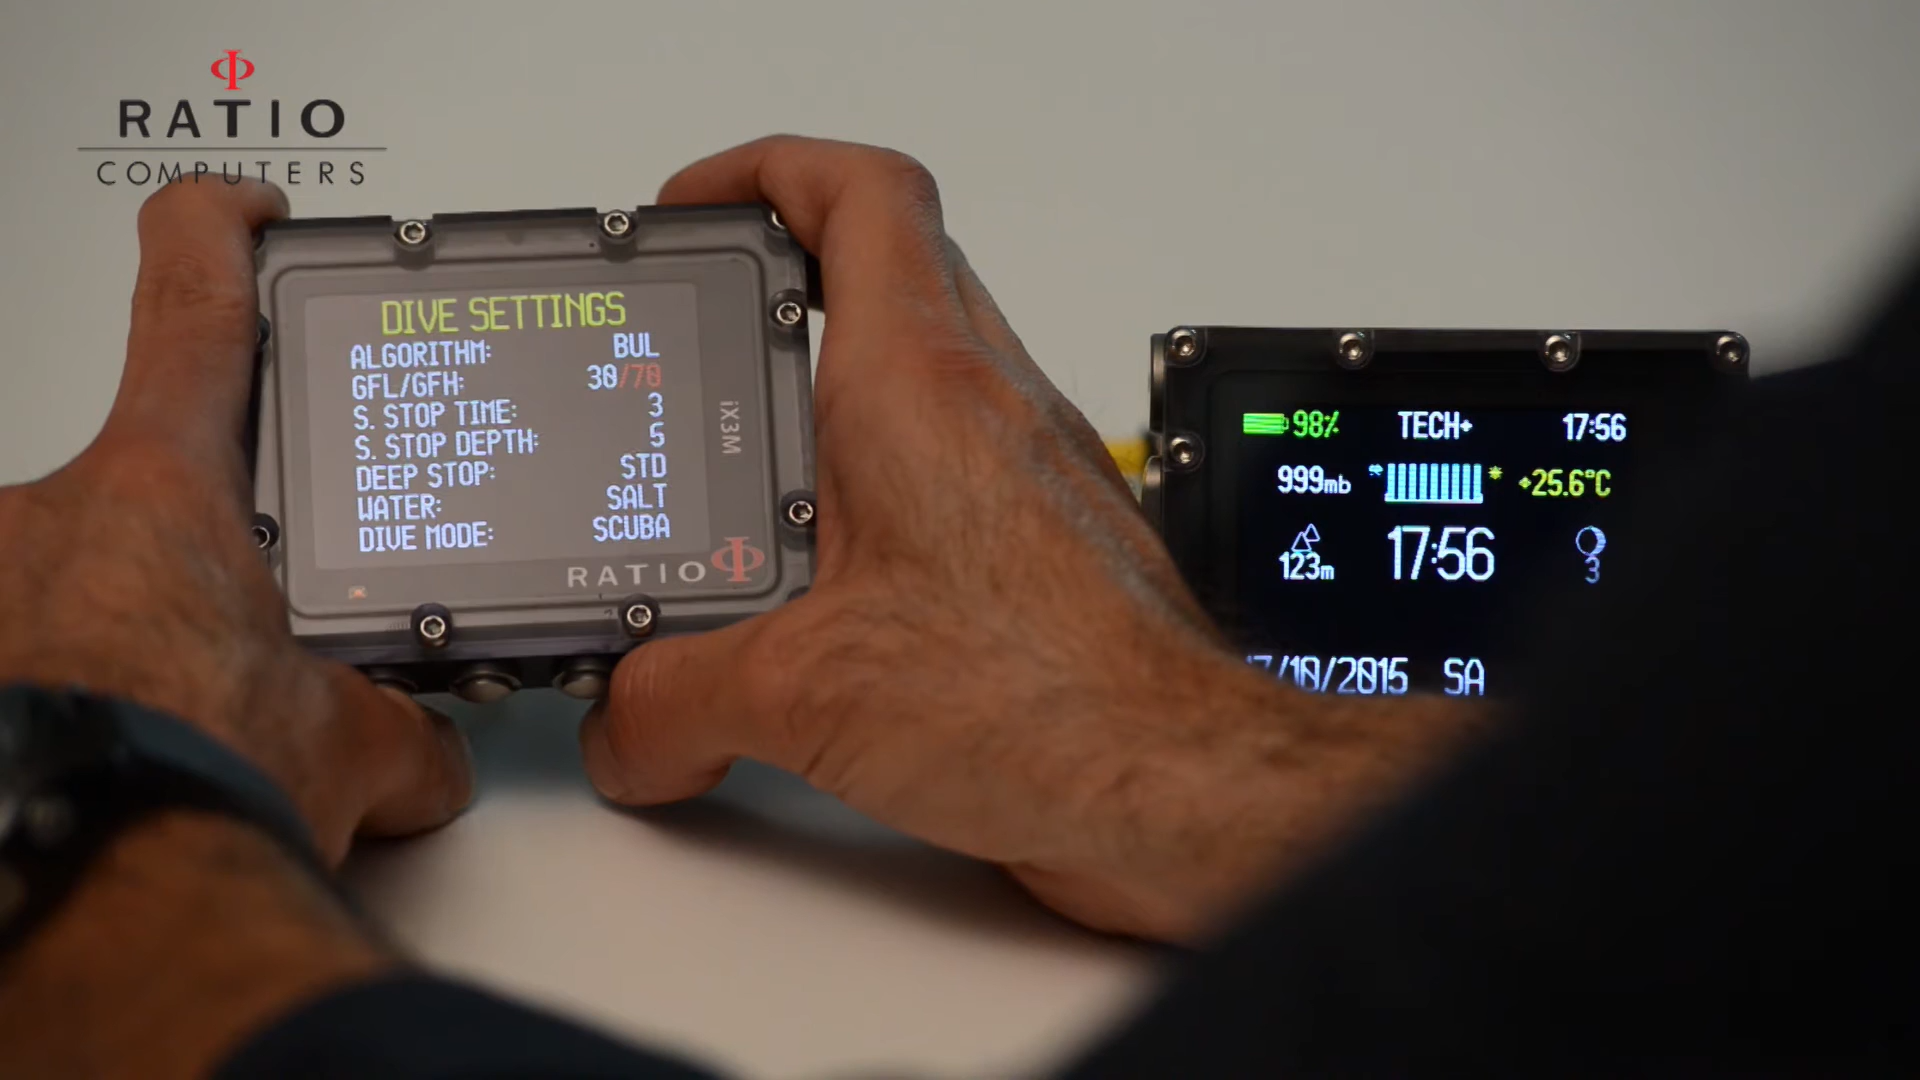 RATIO
COMPUTERS
DIVE SETTINGS
ALGORITHM: BUL
GFL/GFH: 30/70
S. STOP TIME: 3
S. STOP DEPTH: 5
DEEP STOP: STD
WATER: SALT
DIVE MODE: SCUBA
iX3M
RATIO
98% TECH+ 17:56
999mb +25.6°C
123m 17:56 3
/10/2015 SA